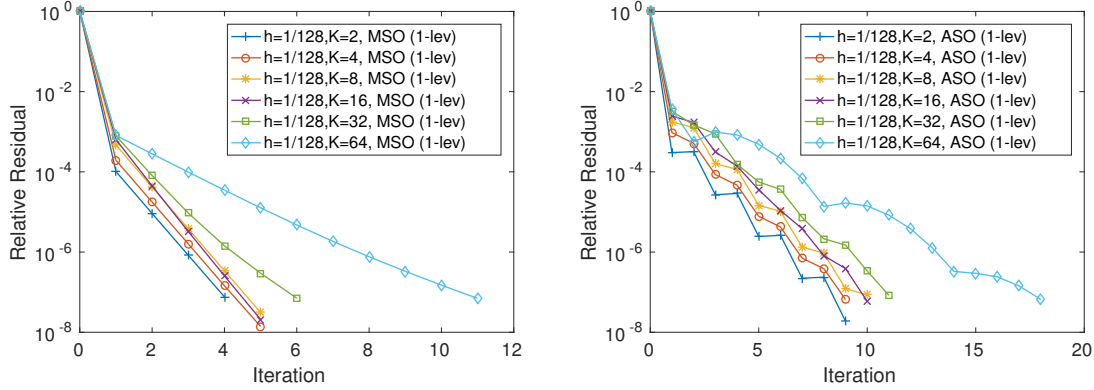 10^0
10^-2
10^-4
10^-6
10^-8
Relative Residual
0 2 4 6 8 10 12
Iteration
h=1/128,K=2, MSO (1-lev)
h=1/128,K=4, MSO (1-lev)
h=1/128,K=8, MSO (1-lev)
h=1/128,K=16, MSO (1-lev)
h=1/128,K=32, MSO (1-lev)
h=1/128,K=64, MSO (1-lev)
10^0
10^-2
10^-4
10^-6
10^-8
Relative Residual
0 5 10 15 20
Iteration
h=1/128,K=2, ASO (1-lev)
h=1/128,K=4, ASO (1-lev)
h=1/128,K=8, ASO (1-lev)
h=1/128,K=16, ASO (1-lev)
h=1/128,K=32, ASO (1-lev)
h=1/128,K=64, ASO (1-lev)